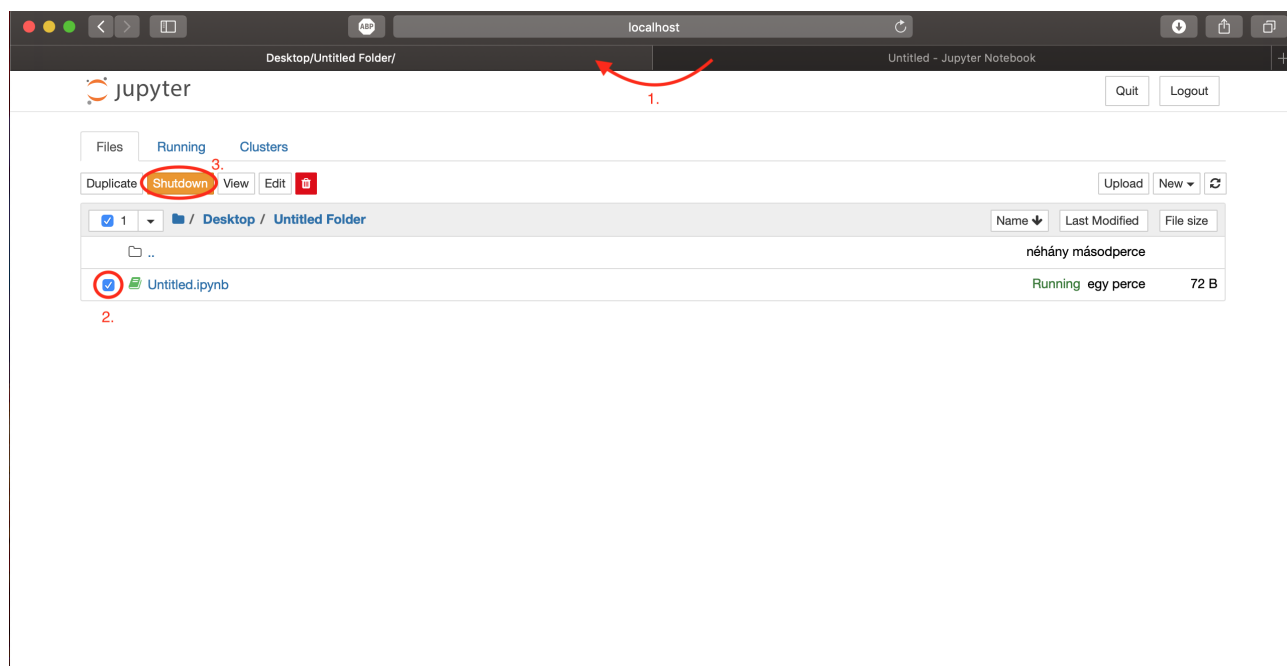 ABP
localhost
Desktop/Untitled Folder/
Untitled - Jupyter Notebook
1.
jupyter
Quit
Logout
Files
Running
Clusters
3.
Duplicate
Shutdown
View
Edit
Upload
New
1
/ Desktop / Untitled Folder
Name
Last Modified
File size
..
néhány másodperce
Untitled.ipynb
Running egy perce
72 B
2.